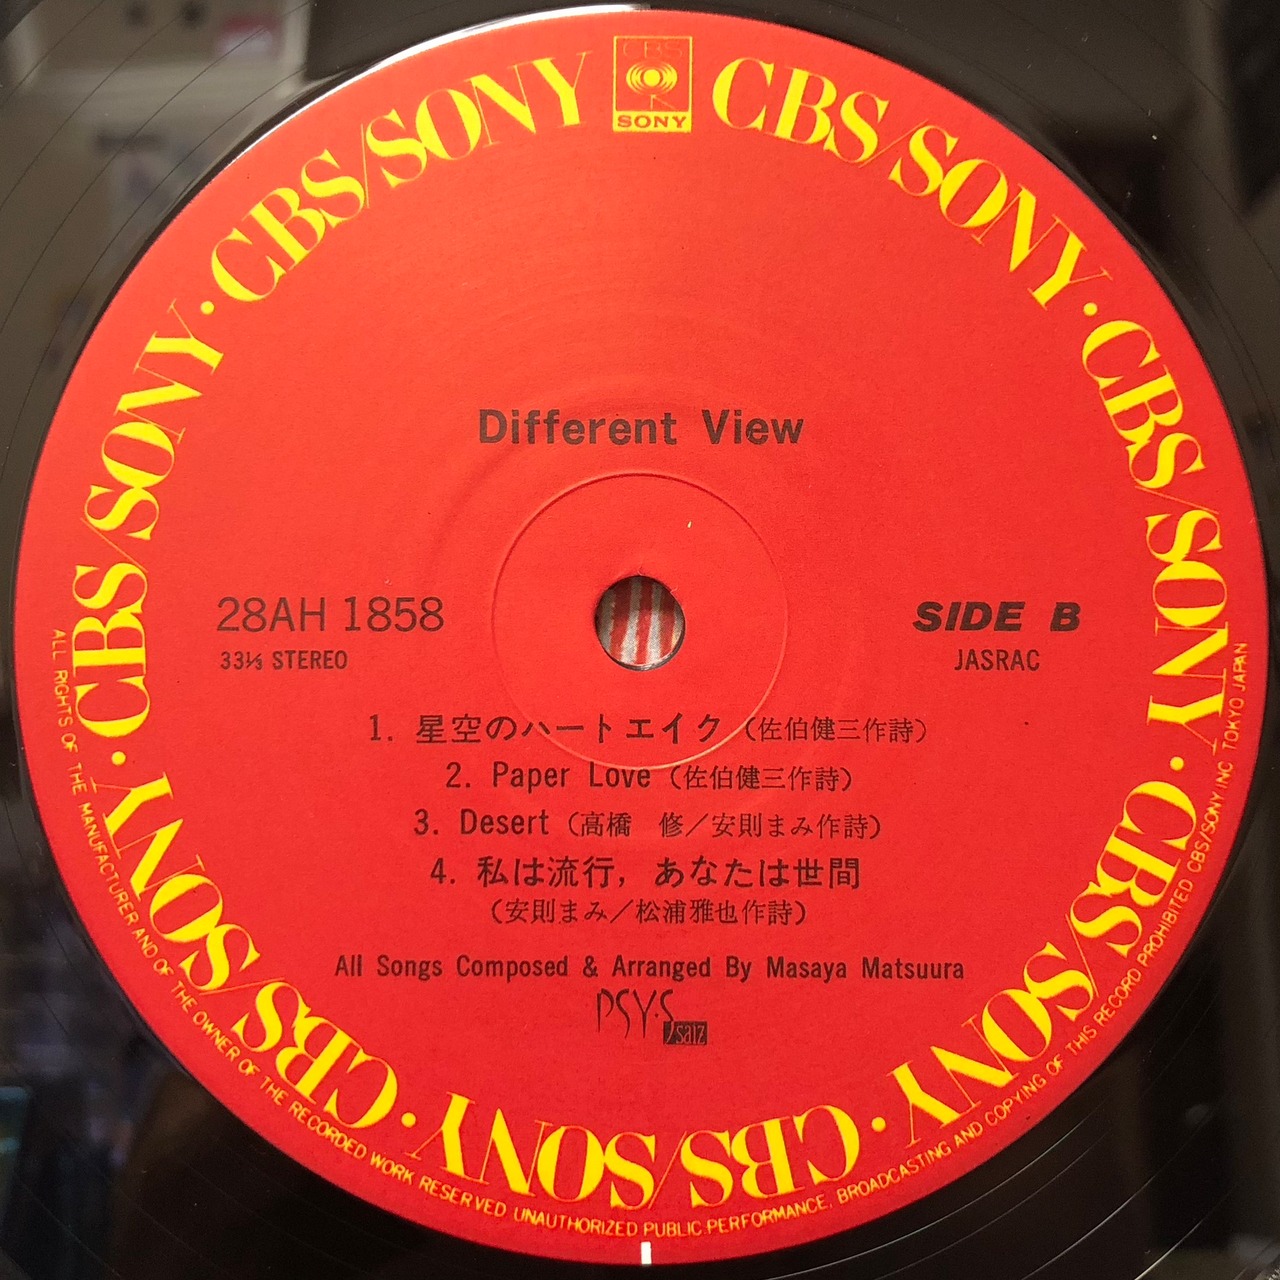 CBS
SONY
CBS/SONY · CBS/SONY · CBS/SONY · CBS/SONY · CBS/SONY · CBS/SONY · CBS/SONY · CBS/SONY
Different View
28AH 1858
33⅓ STEREO
SIDE B
JASRAC
1. 星空のハートエイク（佐伯健三作詩）
2. Paper Love（佐伯健三作詩）
3. Desert（高橋　修／安則まみ作詩）
4. 私は流行，あなたは世間
（安則まみ／松浦雅也作詩）
All Songs Composed & Arranged By Masaya Matsuura
PSY・S
saiz
ALL RIGHTS OF THE MANUFACTURER AND OF THE OWNER OF THE RECORDED WORK RESERVED UNAUTHORIZED PUBLIC PERFORMANCE, BROADCASTING AND COPYING OF THIS RECORD PROHIBITED CBS/SONY INC TOKYO JAPAN